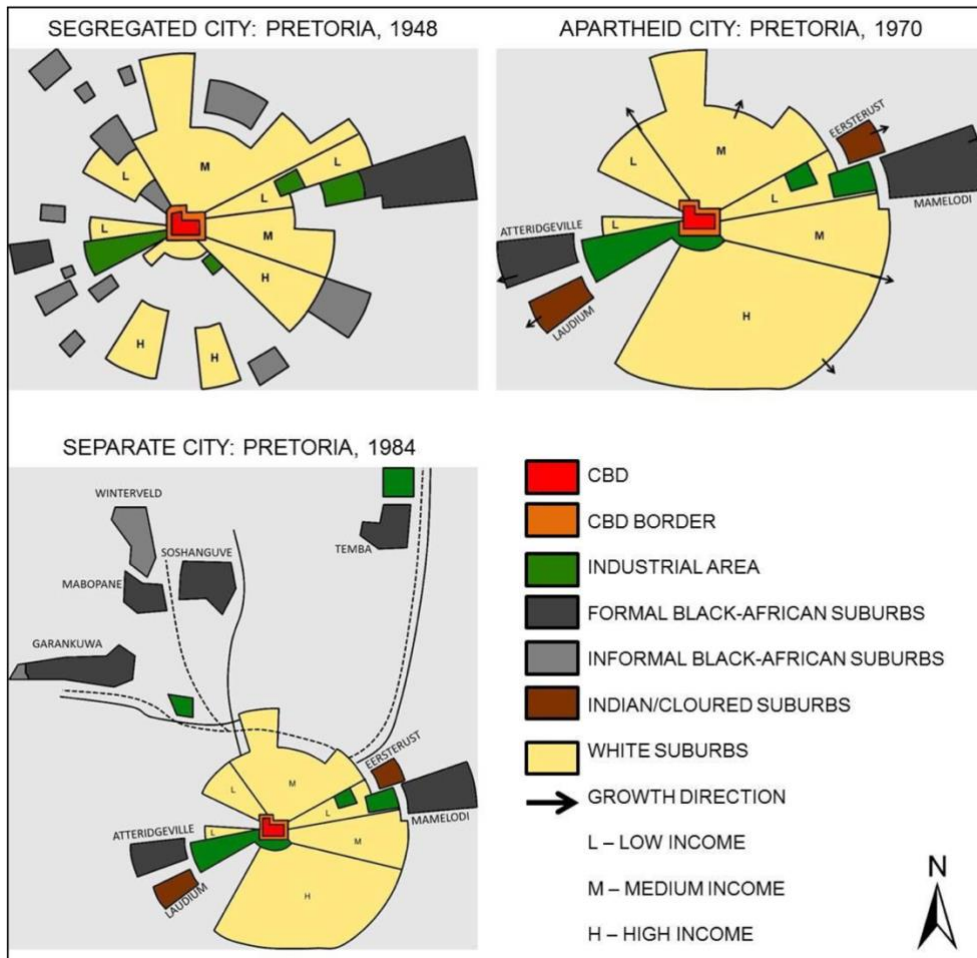 SEGREGATED CITY: PRETORIA, 1948
M
L
L
L
L
M
H
H
H
APARTHEID CITY: PRETORIA, 1970
EERSTERUST
MAMELODI
ATTERIDGEVILLE
LAUDIUM
L
M
L
L
M
H
SEPARATE CITY: PRETORIA, 1984
WINTERVELD
SOSHANGUVE
MABOPANE
GARANKUWA
TEMBA
EERSTERUST
MAMELODI
ATTERIDGEVILLE
LAUDIUM
L
M
L
L
M
H
CBD
CBD BORDER
INDUSTRIAL AREA
FORMAL BLACK-AFRICAN SUBURBS
INFORMAL BLACK-AFRICAN SUBURBS
INDIAN/CLOURED SUBURBS
WHITE SUBURBS
GROWTH DIRECTION
L – LOW INCOME
M – MEDIUM INCOME
H – HIGH INCOME
N